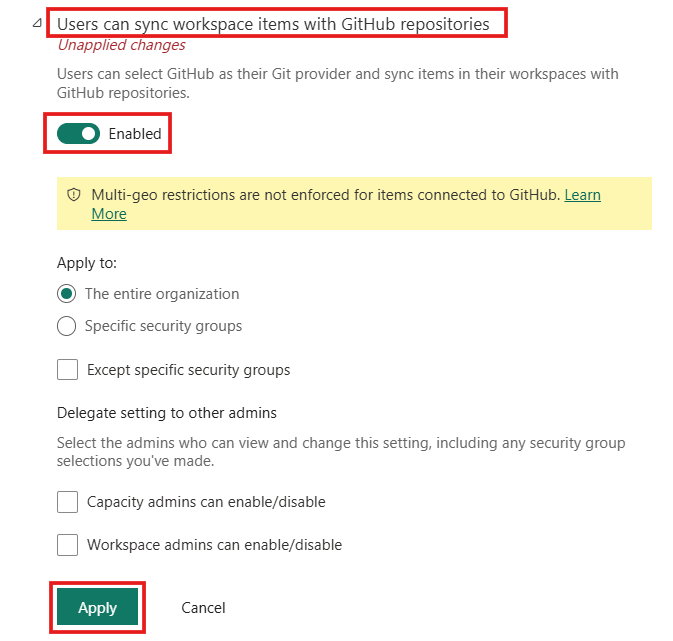 Users can sync workspace items with GitHub repositories
Unapplied changes
Users can select GitHub as their Git provider and sync items in their workspaces with
GitHub repositories.
Enabled
Multi-geo restrictions are not enforced for items connected to GitHub. Learn
More
Apply to:
The entire organization
Specific security groups
Except specific security groups
Delegate setting to other admins
Select the admins who can view and change this setting, including any security group
selections you've made.
Capacity admins can enable/disable
Workspace admins can enable/disable
Apply Cancel